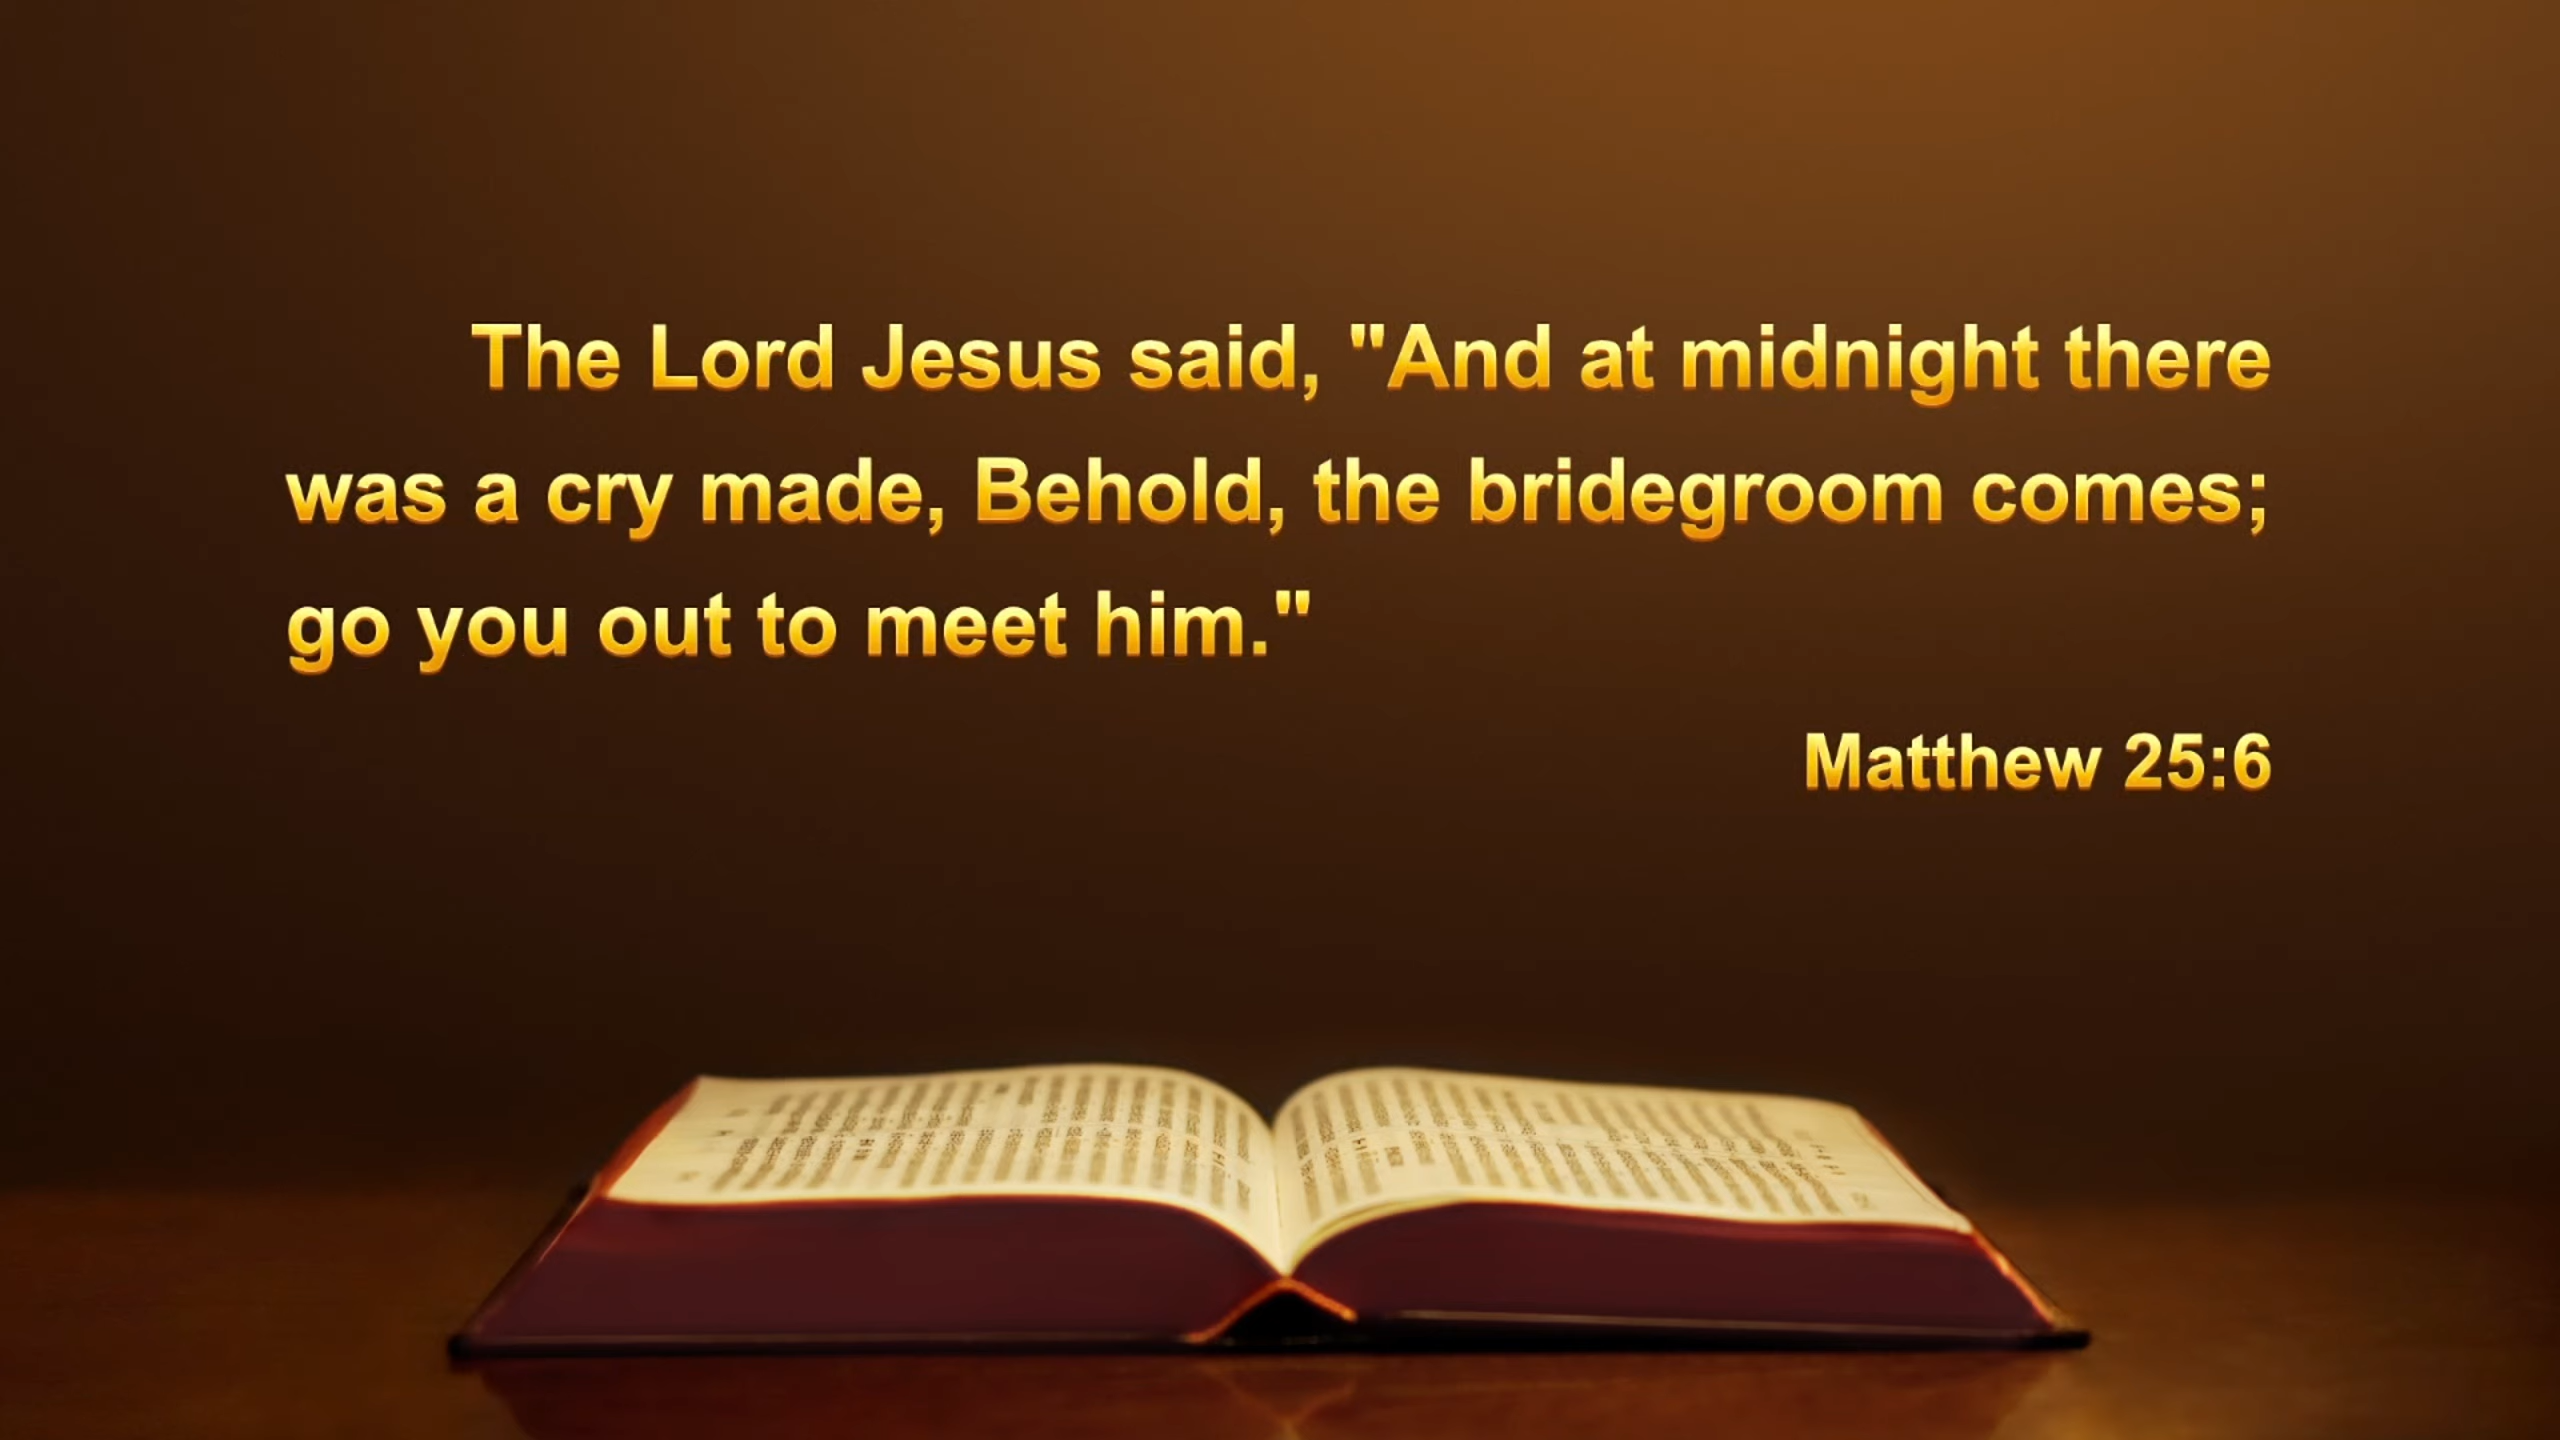 The Lord Jesus said, "And at midnight there
was a cry made, Behold, the bridegroom comes;
go you out to meet him."
Matthew 25:6